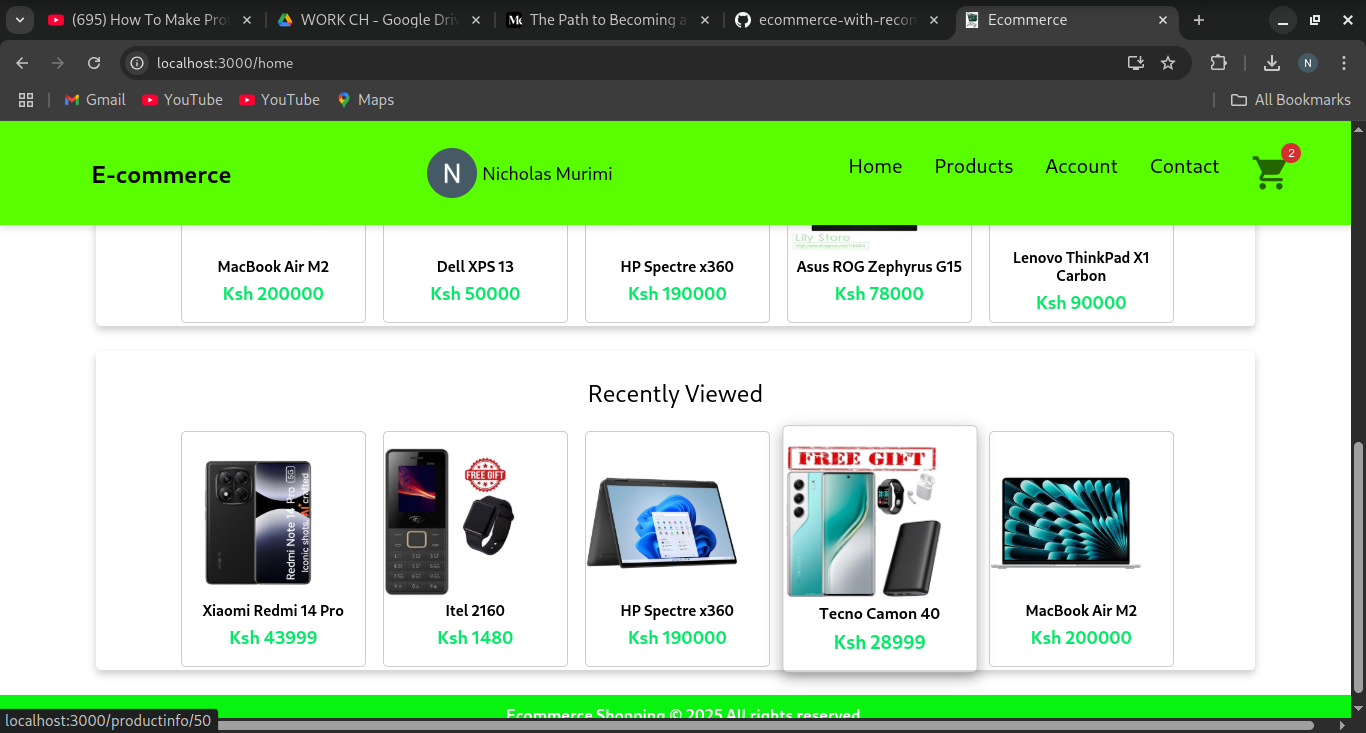 (695) How To Make Pro
WORK CH - Google Driv
The Path to Becoming a
ecommerce-with-recom
Ecommerce
localhost:3000/home
N
Gmail
YouTube
YouTube
Maps
All Bookmarks
E-commerce
N
Nicholas Murimi
Home
Products
Account
Contact
2
Lily Store
MacBook Air M2
Ksh 200000
Dell XPS 13
Ksh 50000
HP Spectre x360
Ksh 190000
Asus ROG Zephyrus G15
Ksh 78000
Lenovo ThinkPad X1
Carbon
Ksh 90000
Recently Viewed
Redmi Note 14 Pro 5G
Iconic shots, AI crafted
Xiaomi Redmi 14 Pro
Ksh 43999
FREE GIFT
itel
Itel 2160
Ksh 1480
HP Spectre x360
Ksh 190000
FREE GIFT
Tecno Camon 40
Ksh 28999
MacBook Air M2
Ksh 200000
Ecommerce Shopping © 2025 All rights reserved
localhost:3000/productinfo/50